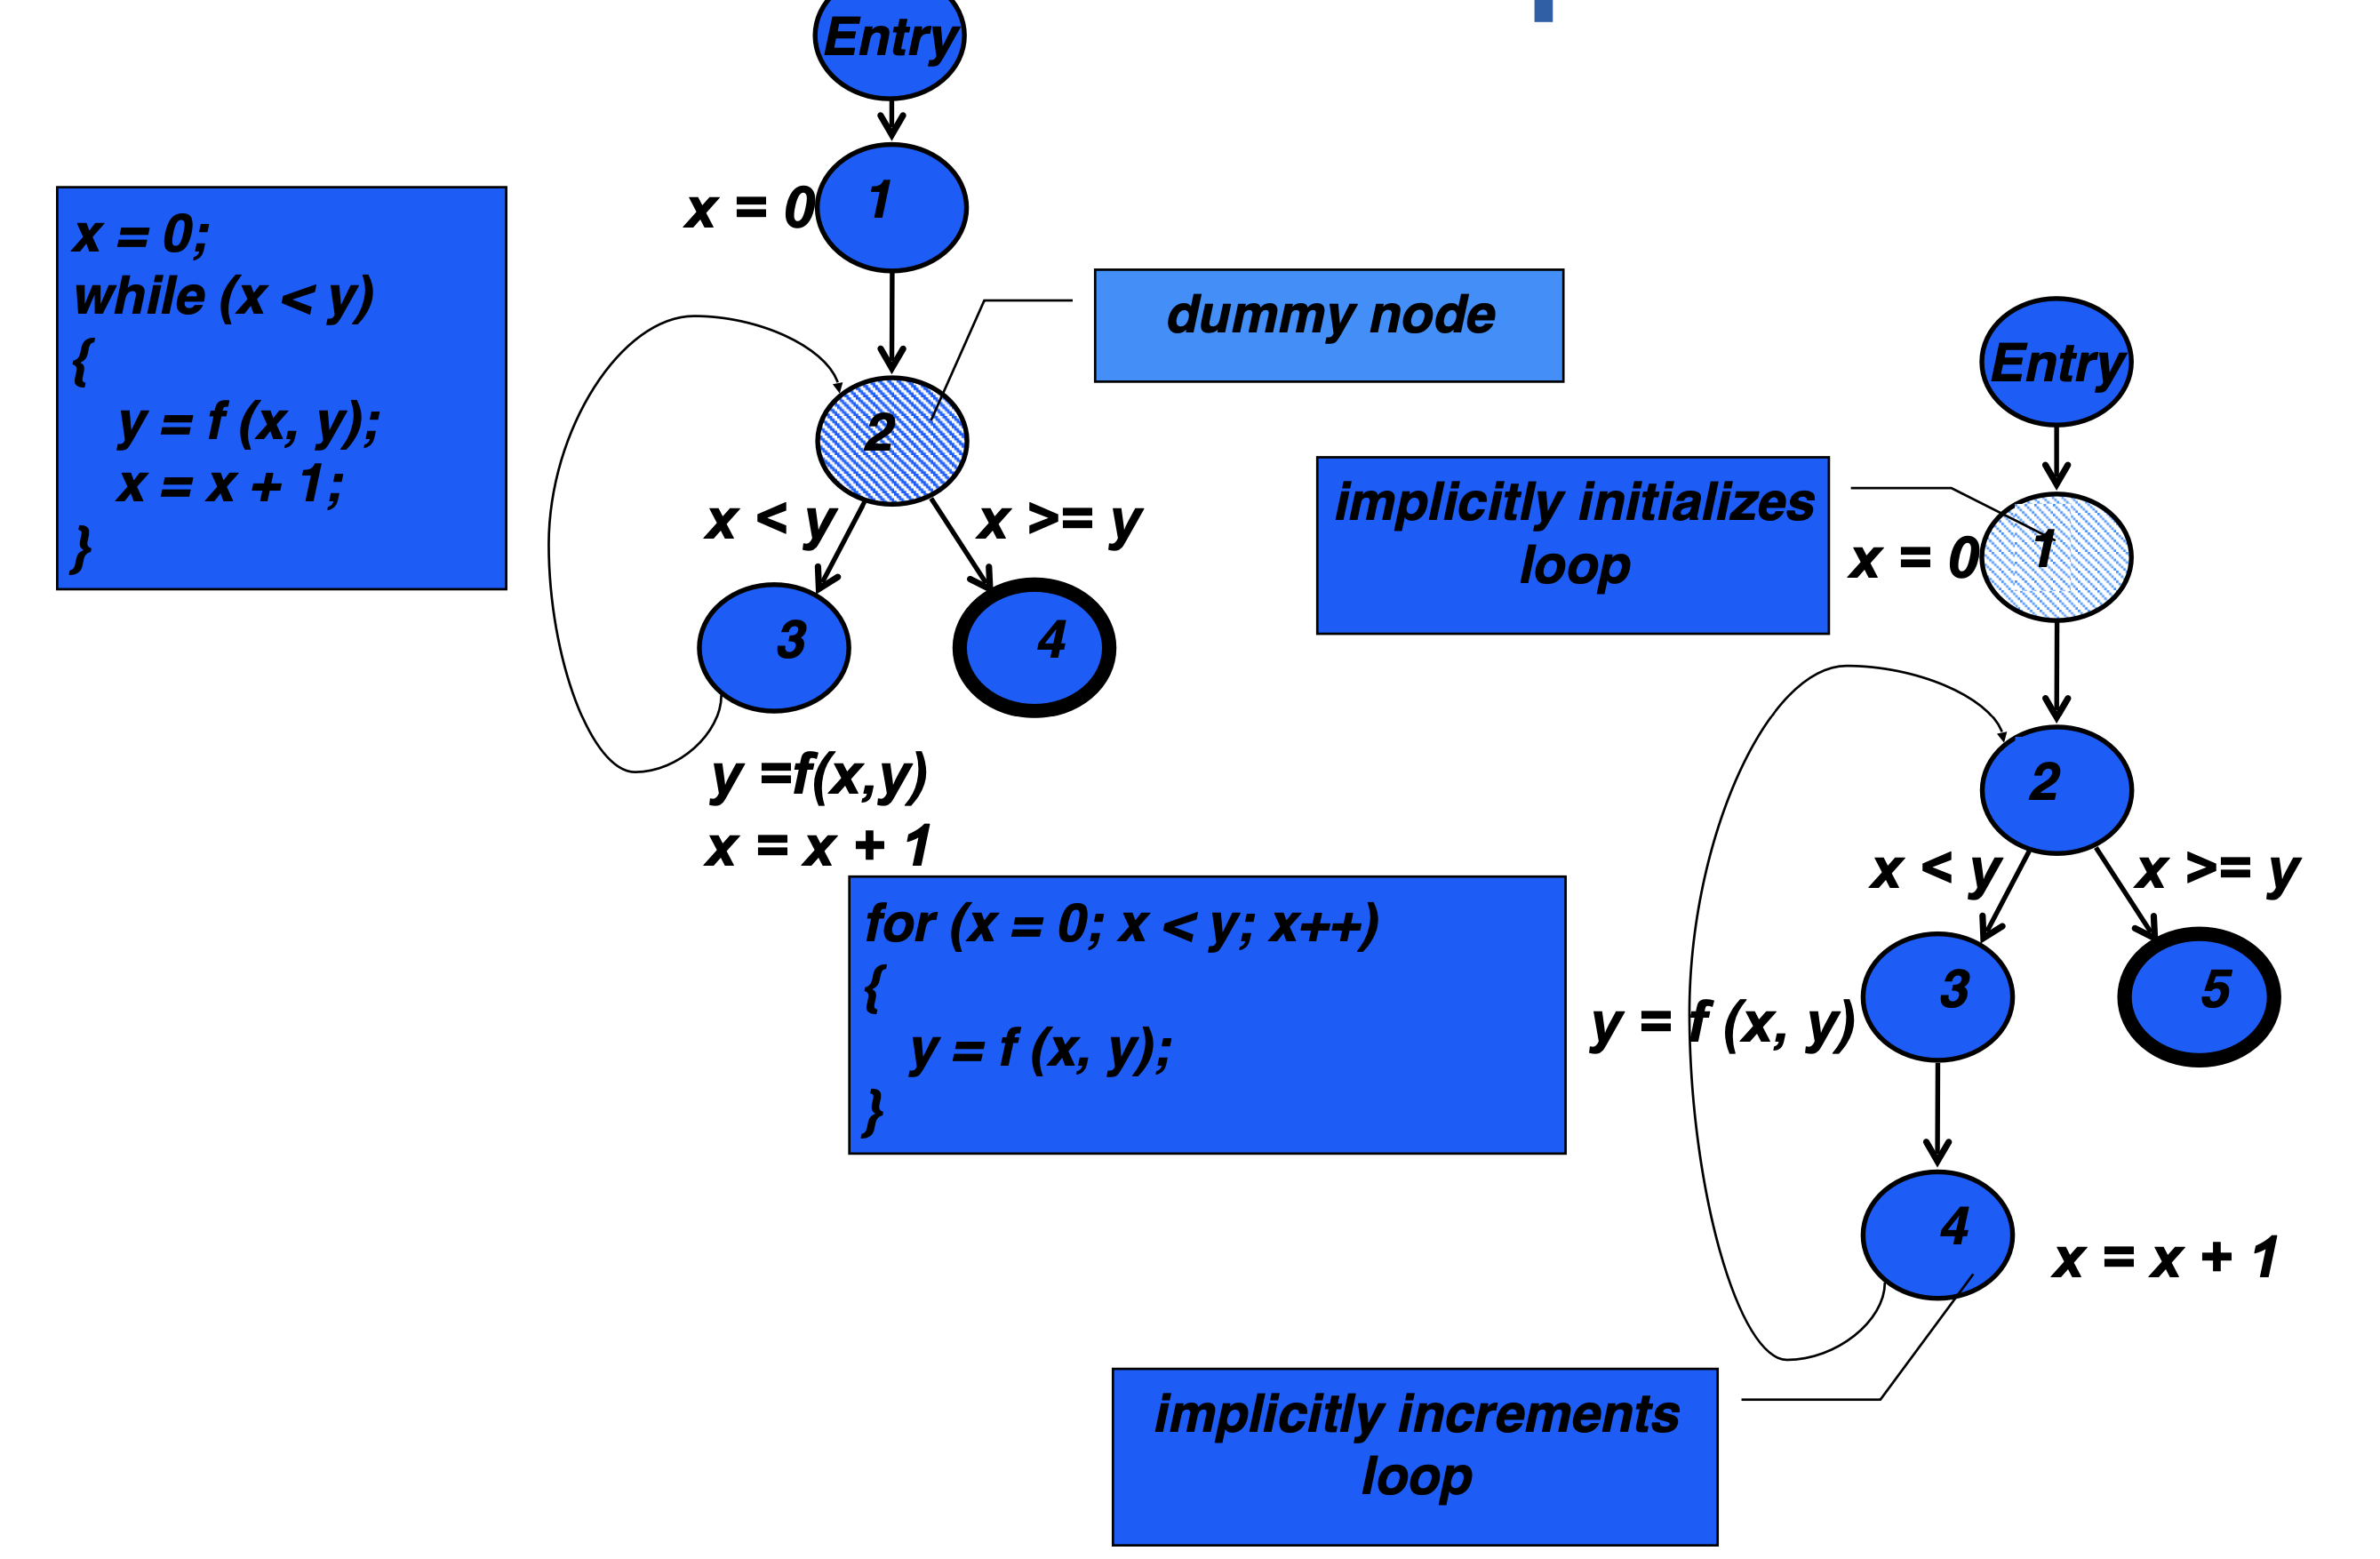 Entry
1
x = 0
x = 0;
while (x < y)
{
y = f (x, y);
x = x + 1;
}
dummy node
2
x < y
x >= y
3
4
y =f(x,y)
x = x + 1
Entry
implicitly initializes
loop
x = 0
1
2
x < y
x >= y
for (x = 0; x < y; x++)
{
y = f (x, y);
}
y = f (x, y)
3
5
4
x = x + 1
implicitly increments
loop